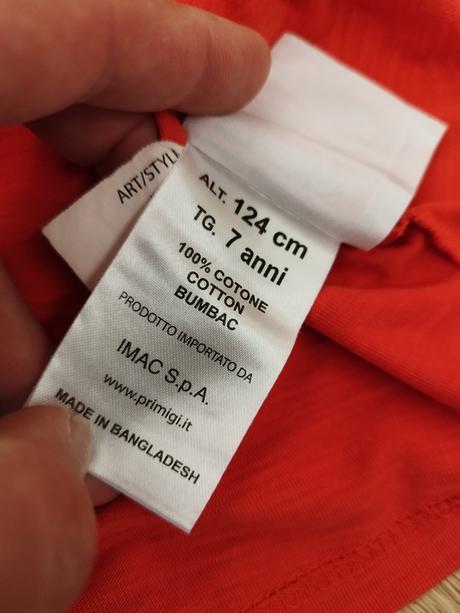 ART/STYL
ALT. 124 cm
TG. 7 anni
100% COTONE
COTTON
BUMBAC
PRODOTTO IMPORTATO DA
IMAC S.p.A.
www.primigi.it
MADE IN BANGLADESH